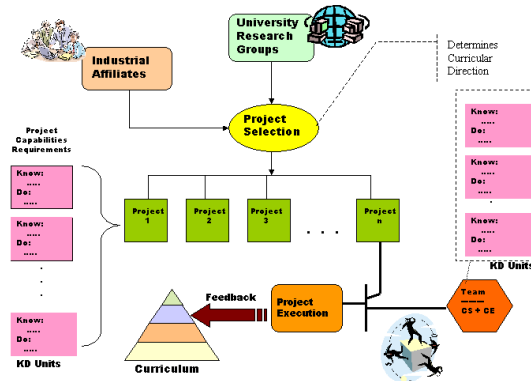 University
Research
Groups
Industrial
Affiliates
Determines
Curricular
Direction
Project
Selection
Project
Capabilities
Requirements
Know:
.....
Do:
.....
Know:
.....
Do:
.....
Know:
.....
Do:
.....
KD Units
Project
1
Project
2
Project
3
. . .
Project
n
Know:
.....
Do:
.....
Know:
.....
Do:
.....
Know:
.....
Do:
.....
KD Units
Feedback
Project
Execution
Team
CS + CE
Curriculum